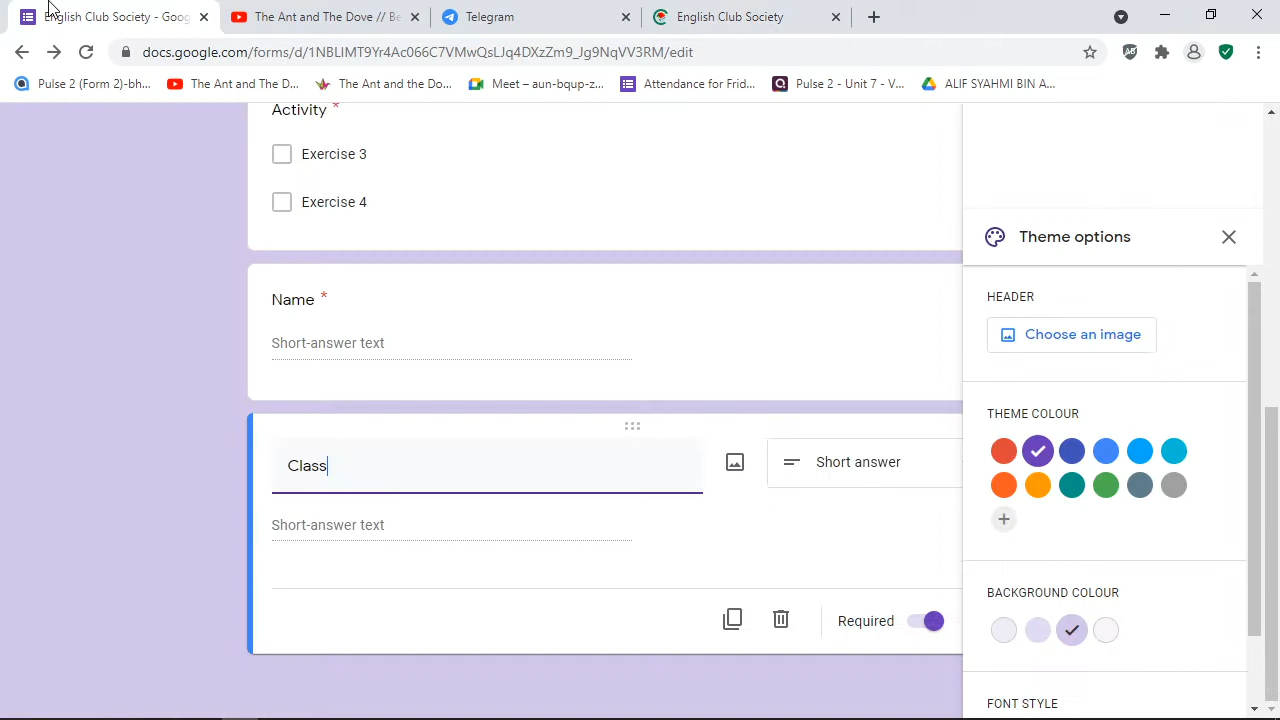 English Club Society - Goog
The Ant and The Dove // Be
Telegram
English Club Society
docs.google.com/forms/d/1NBLIMT9Yr4Ac066C7VMwQsLJq4DXzZm9_Jg9NqVV3RM/edit
Pulse 2 (Form 2)-bh...
The Ant and The D...
The Ant and the Do...
Meet – aun-bqup-z...
Attendance for Frid...
Pulse 2 - Unit 7 - V...
ALIF SYAHMI BIN A...
Activity *
Exercise 3
Exercise 4
Name *
Short-answer text
Class
Short answer
Short-answer text
Required
Theme options
HEADER
Choose an image
THEME COLOUR
BACKGROUND COLOUR
FONT STYLE